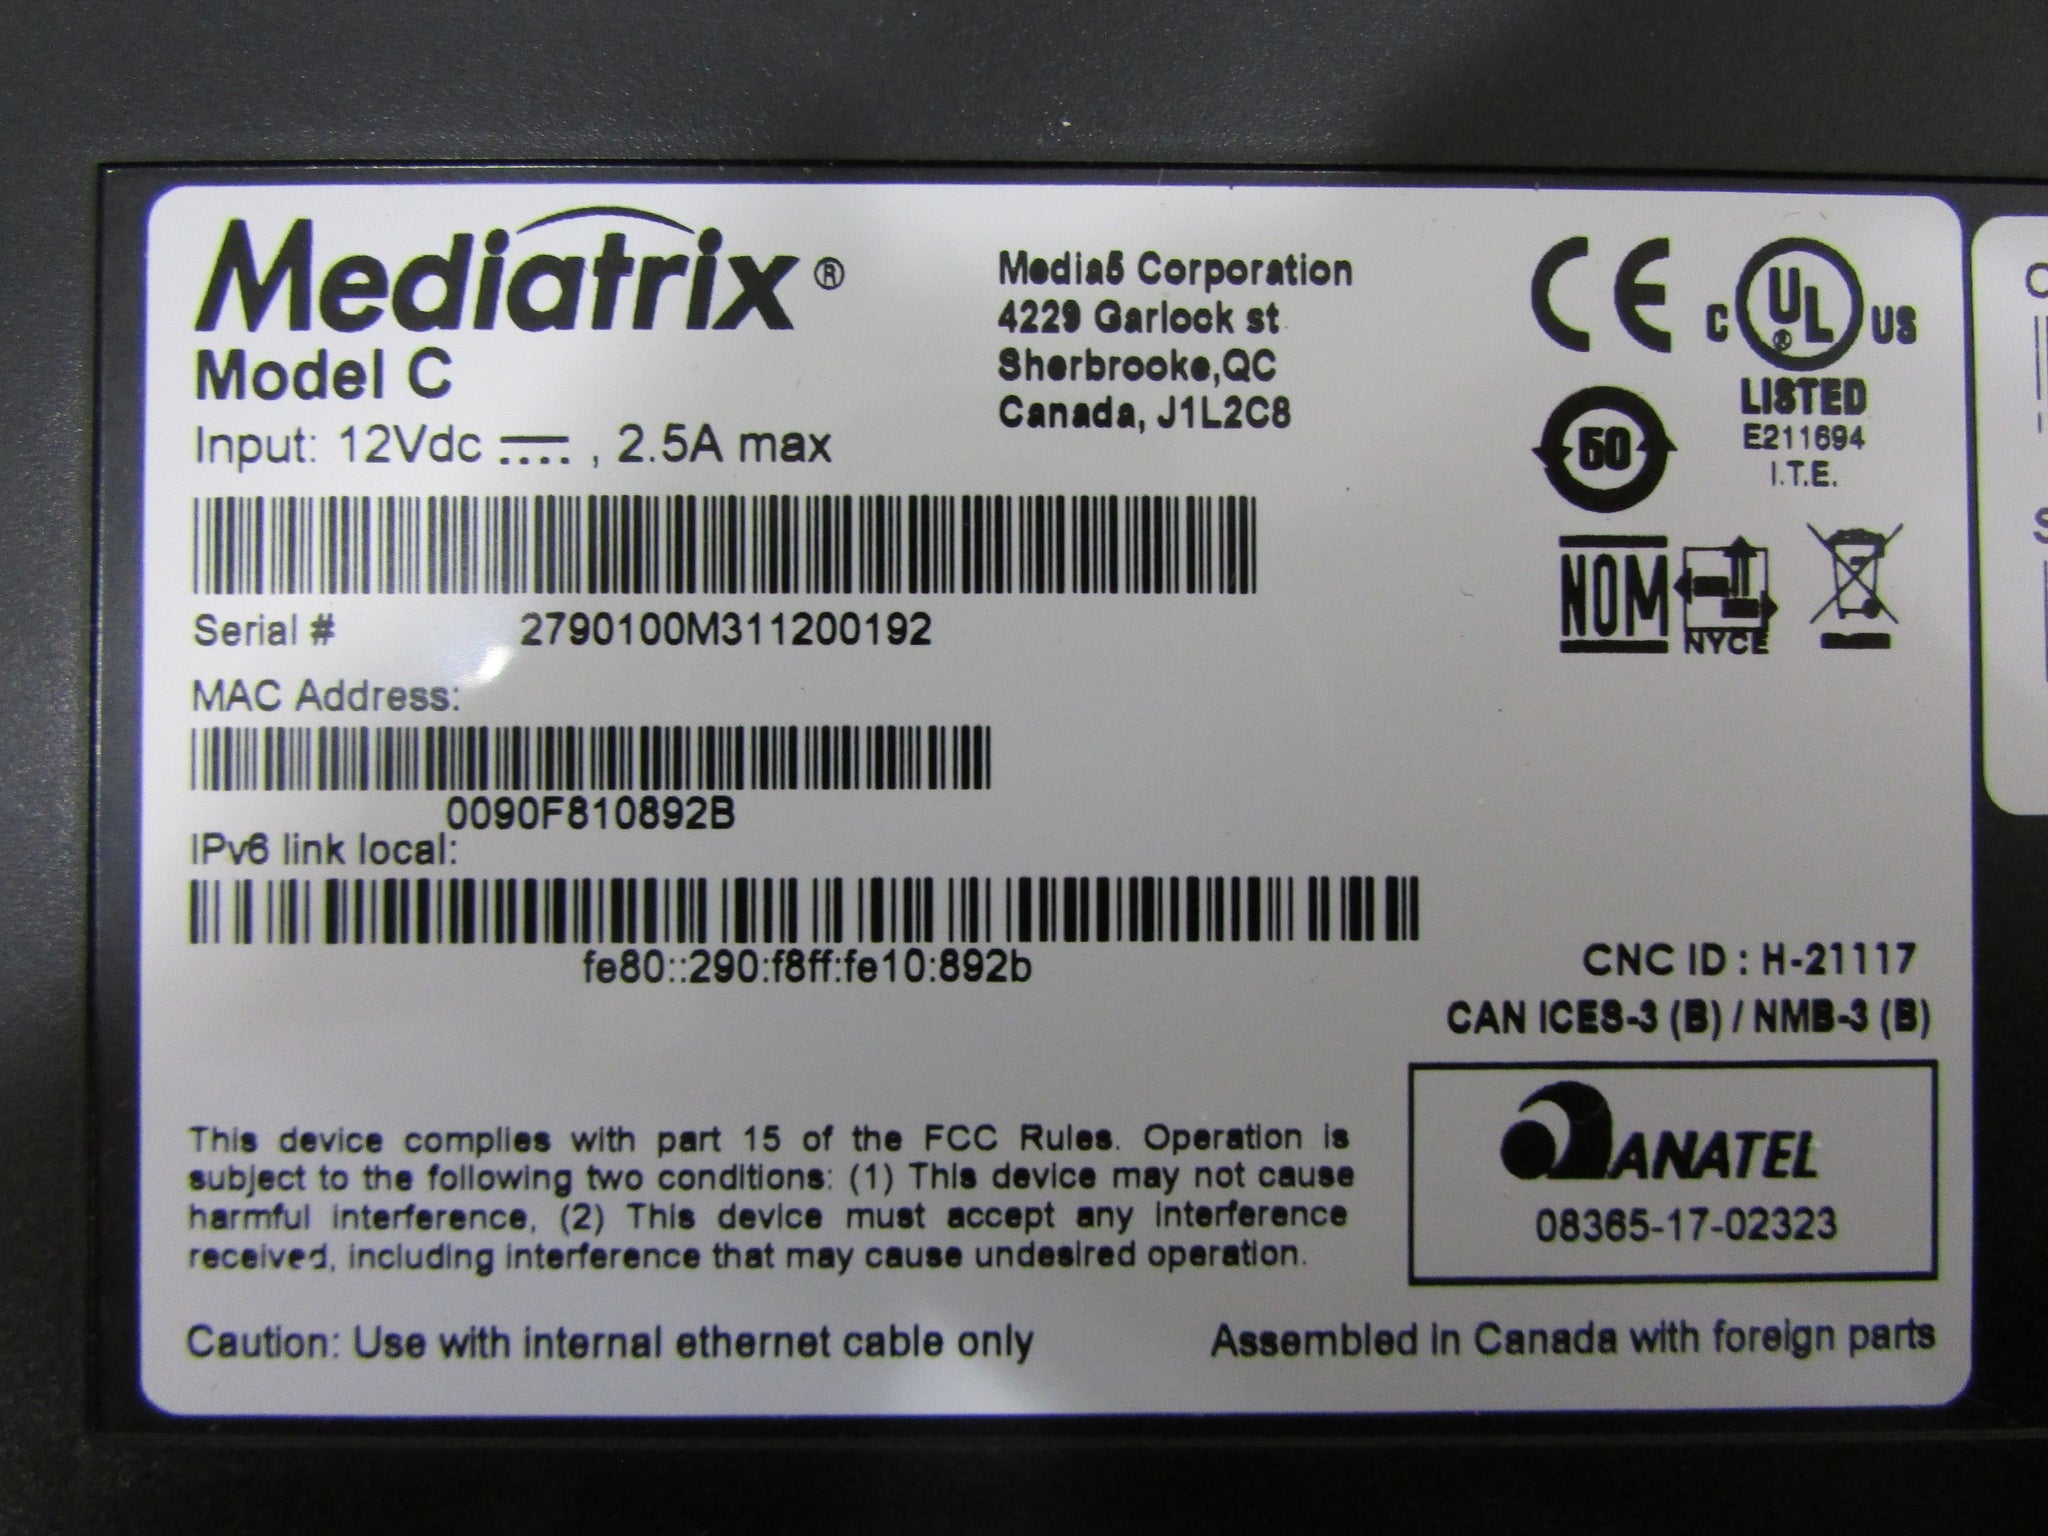 Mediatrix®
Model C
Input: 12Vdc , 2.5A max
Media5 Corporation
4229 Garlock st
Sherbrooke,QC
Canada, J1L2C8
CE
C UL® US
LISTED
E211694
I.T.E.
60
NOM
NYCE
Serial # 2790100M311200192
MAC Address:
0090F810892B
IPv6 link local:
fe80::290:f8ff:fe10:892b
CNC ID : H-21117
CAN ICES-3 (B) / NMB-3 (B)
ANATEL
08365-17-02323
This device complies with part 15 of the FCC Rules. Operation is
subject to the following two conditions: (1) This device may not cause
harmful interference, (2) This device must accept any interference
received, including interference that may cause undesired operation.
Caution: Use with internal ethernet cable only
Assembled in Canada with foreign parts